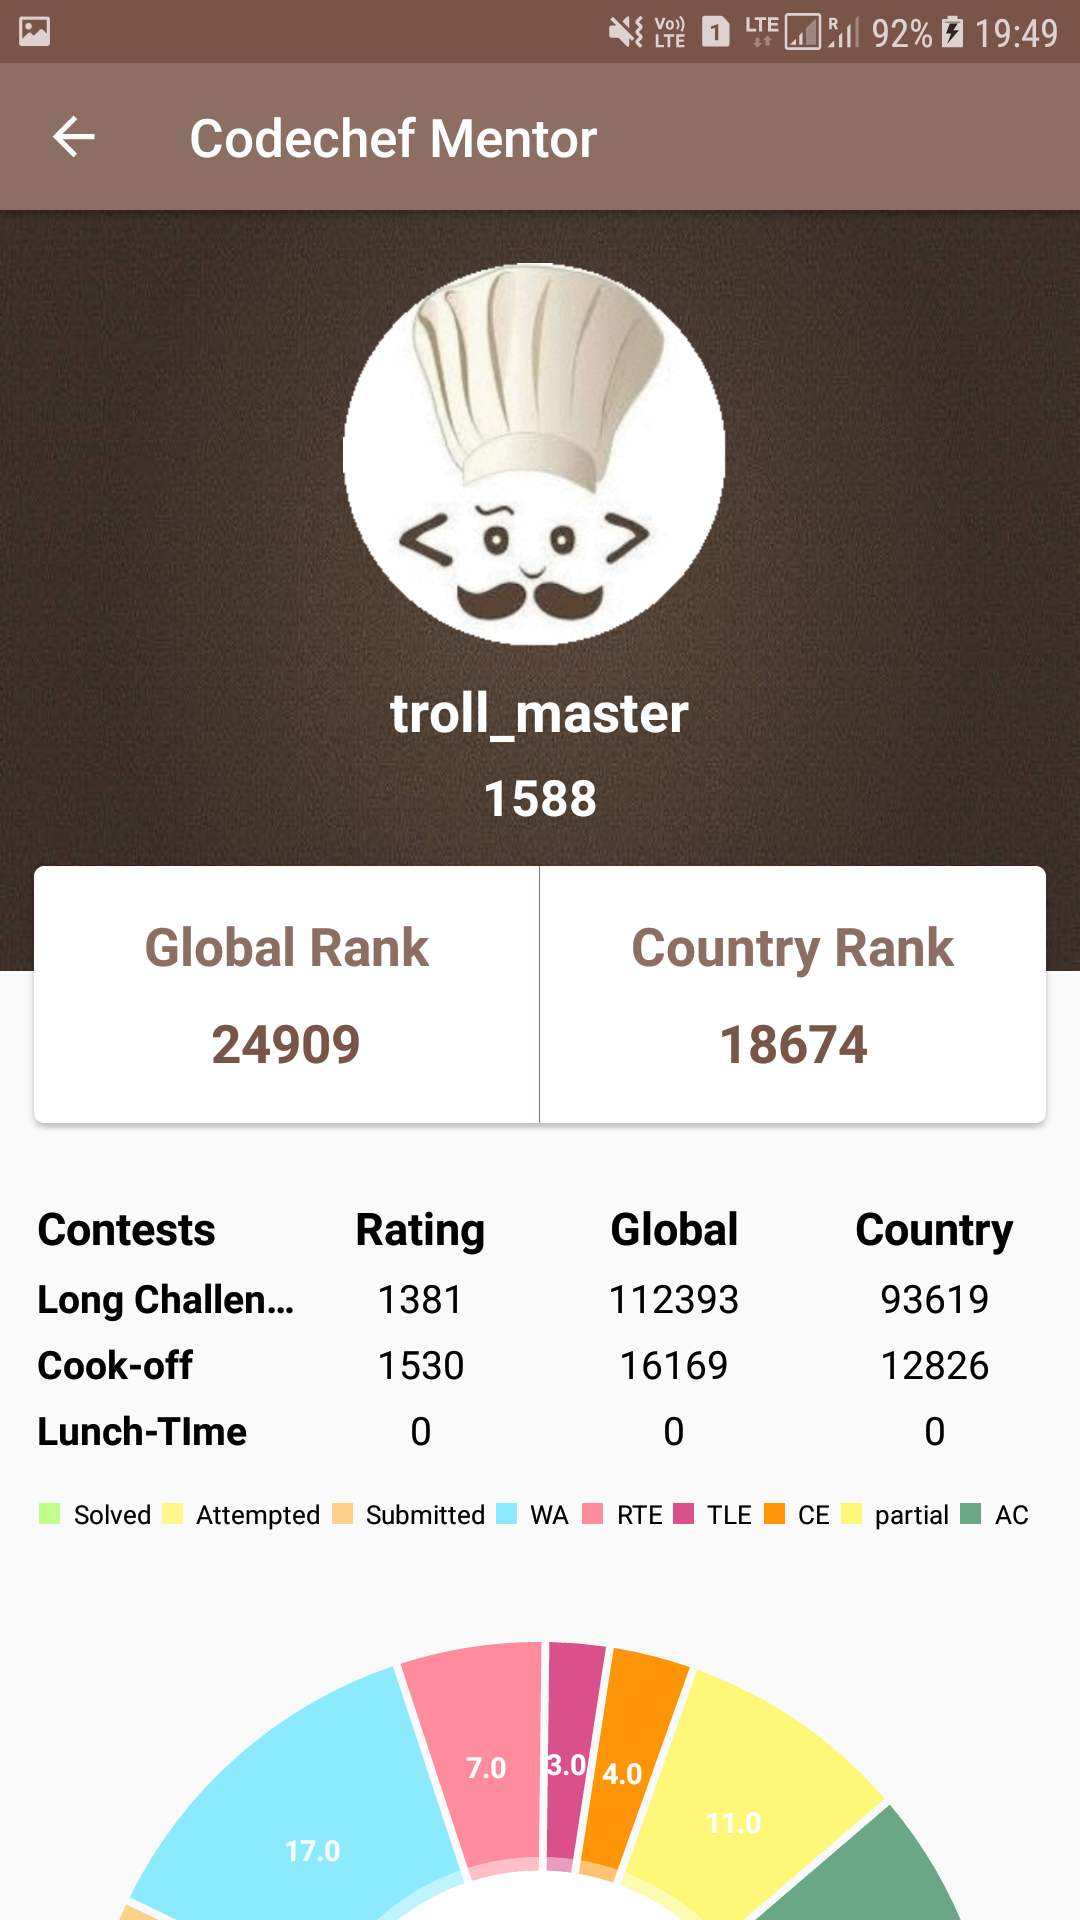 Vo)) LTE 1 LTE R 92% 19:49
Codechef Mentor
troll_master
1588
Global Rank Country Rank
24909 18674
Contests Rating Global Country
Long Challen... 1381 112393 93619
Cook-off 1530 16169 12826
Lunch-TIme 0 0 0
Solved Attempted Submitted WA RTE TLE CE partial AC
7.0 3.0 4.0
17.0 11.0